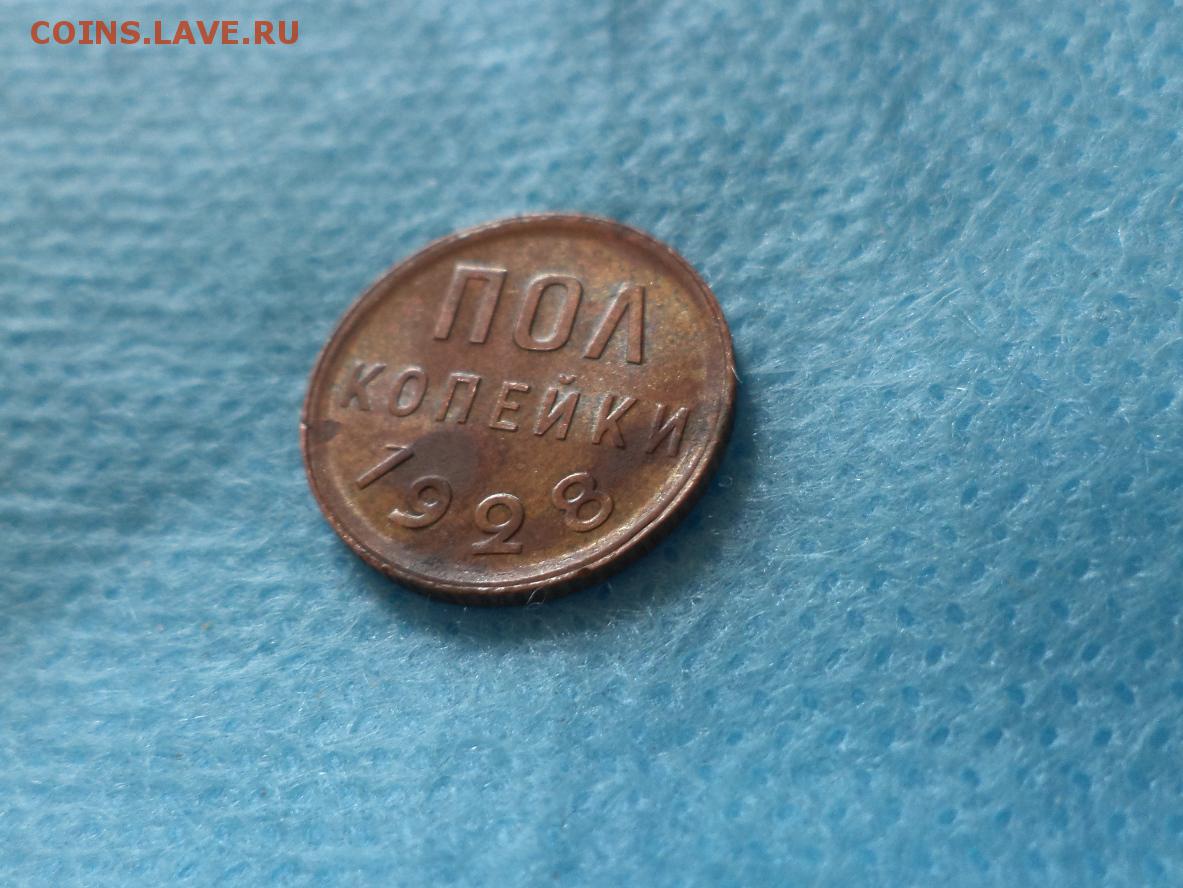 COINS.LAVE.RU
ПОЛ
КОПЕЙКИ
1928